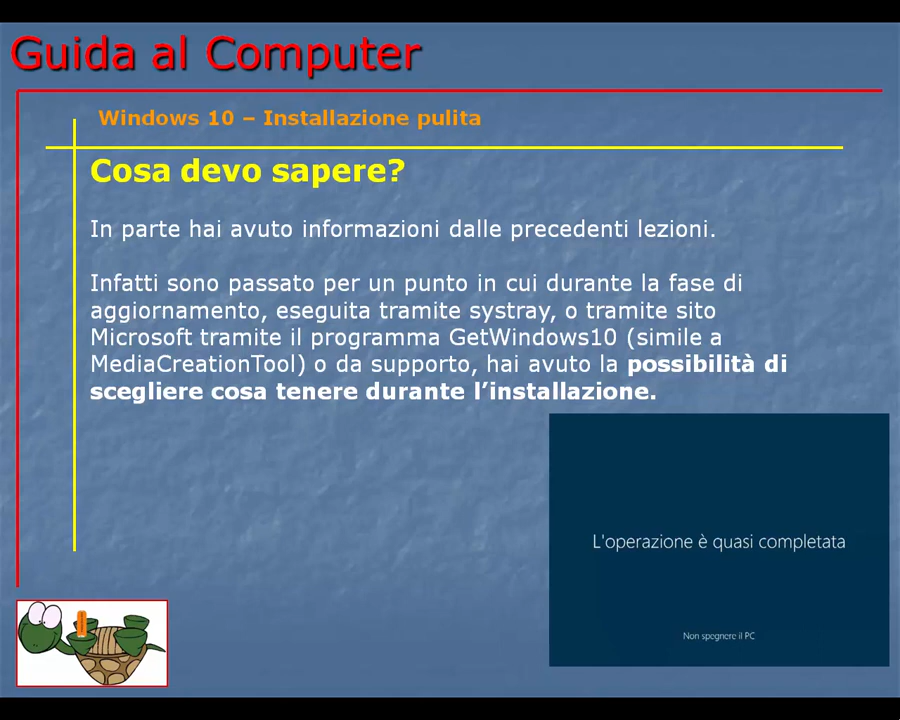 Guida al Computer
Windows 10 – Installazione pulita
Cosa devo sapere?
In parte hai avuto informazioni dalle precedenti lezioni.
Infatti sono passato per un punto in cui durante la fase di
aggiornamento, eseguita tramite systray, o tramite sito
Microsoft tramite il programma GetWindows10 (simile a
MediaCreationTool) o da supporto, hai avuto la possibilità di
scegliere cosa tenere durante l’installazione.
L'operazione è quasi completata
Non spegnere il PC